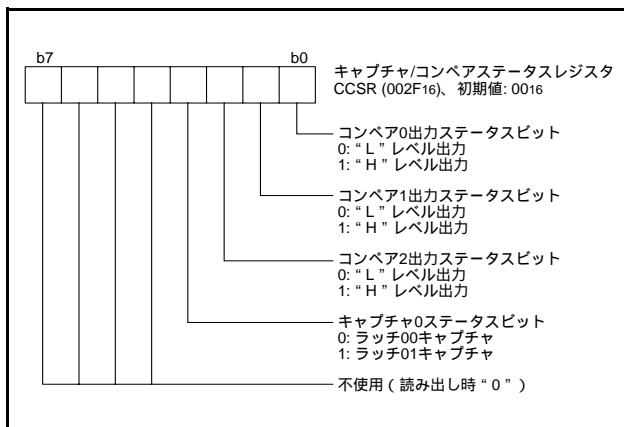 b7 b0
キャプチャ/コンペアステータスレジスタ
CCSR (002F16)、初期値: 0016
コンペア0出力ステータスビット
0: “ L ” レベル出力
1: “ H ” レベル出力
コンペア1出力ステータスビット
0: “ L ” レベル出力
1: “ H ” レベル出力
コンペア2出力ステータスビット
0: “ L ” レベル出力
1: “ H ” レベル出力
キャプチャ0ステータスビット
0: ラッチ00キャプチャ
1: ラッチ01キャプチャ
不使用 ( 読み出し時 “ 0 ” )